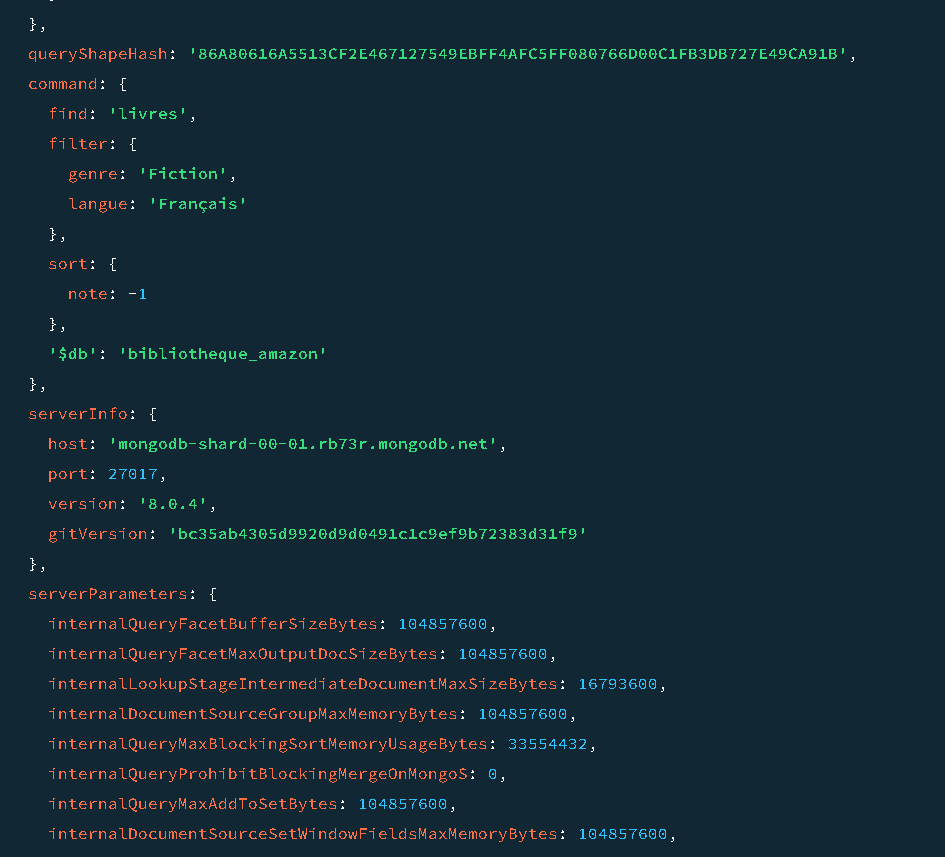 },
queryShapeHash: '86A80616A5513CF2E467127549EBFF4AFC5FF080766D00C1FB3DB727E49CA91B',
command: {
find: 'livres',
filter: {
genre: 'Fiction',
langue: 'Français'
},
sort: {
note: -1
},
'$db': 'bibliotheque_amazon'
},
serverInfo: {
host: 'mongodb-shard-00-01.rb73r.mongodb.net',
port: 27017,
version: '8.0.4',
gitVersion: 'bc35ab4305d9920d9d0491c1c9ef9b72383d31f9'
},
serverParameters: {
internalQueryFacetBufferSizeBytes: 104857600,
internalQueryFacetMaxOutputDocSizeBytes: 104857600,
internalLookupStageIntermediateDocumentMaxSizeBytes: 16793600,
internalDocumentSourceGroupMaxMemoryBytes: 104857600,
internalQueryMaxBlockingSortMemoryUsageBytes: 33554432,
internalQueryProhibitBlockingMergeOnMongoS: 0,
internalQueryMaxAddToSetBytes: 104857600,
internalDocumentSourceSetWindowFieldsMaxMemoryBytes: 104857600,